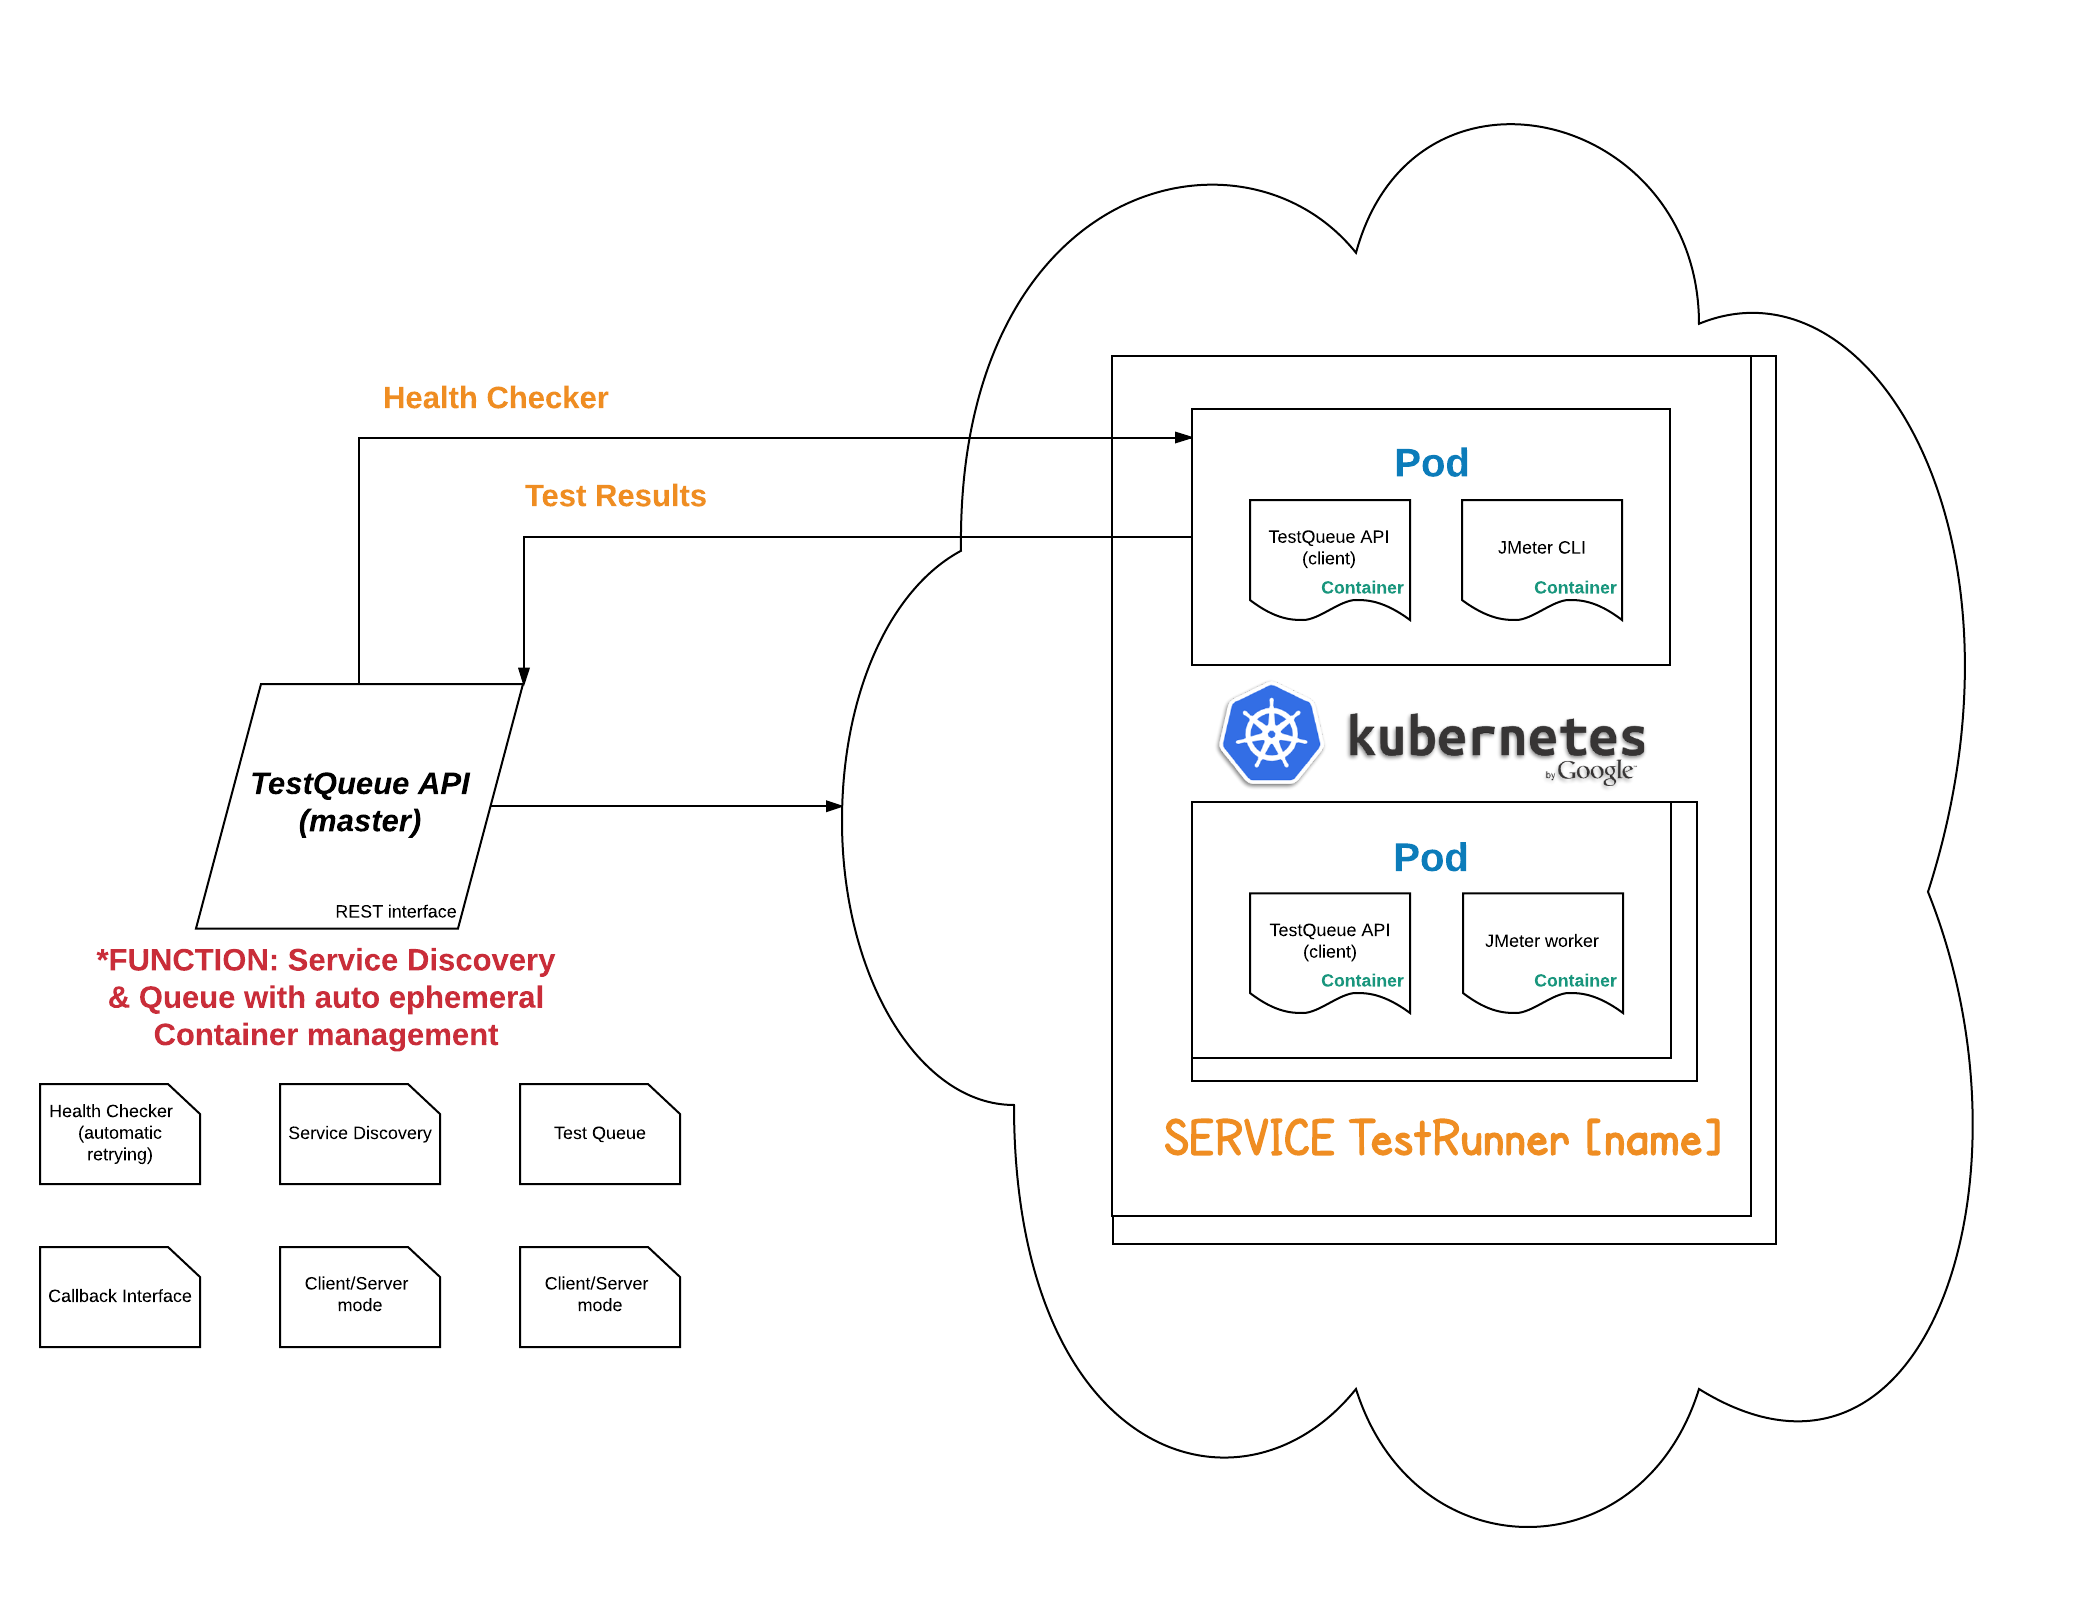 Health Checker
Test Results
TestQueue API
(master)
REST interface
*FUNCTION: Service Discovery
& Queue with auto ephemeral
Container management
Health Checker
(automatic
retrying)
Service Discovery
Test Queue
Callback Interface
Client/Server
mode
Client/Server
mode
Pod
TestQueue API
(client)
Container
JMeter CLI
Container
kubernetes
by Google™
Pod
TestQueue API
(client)
Container
JMeter worker
Container
SERVICE TestRunner [name]